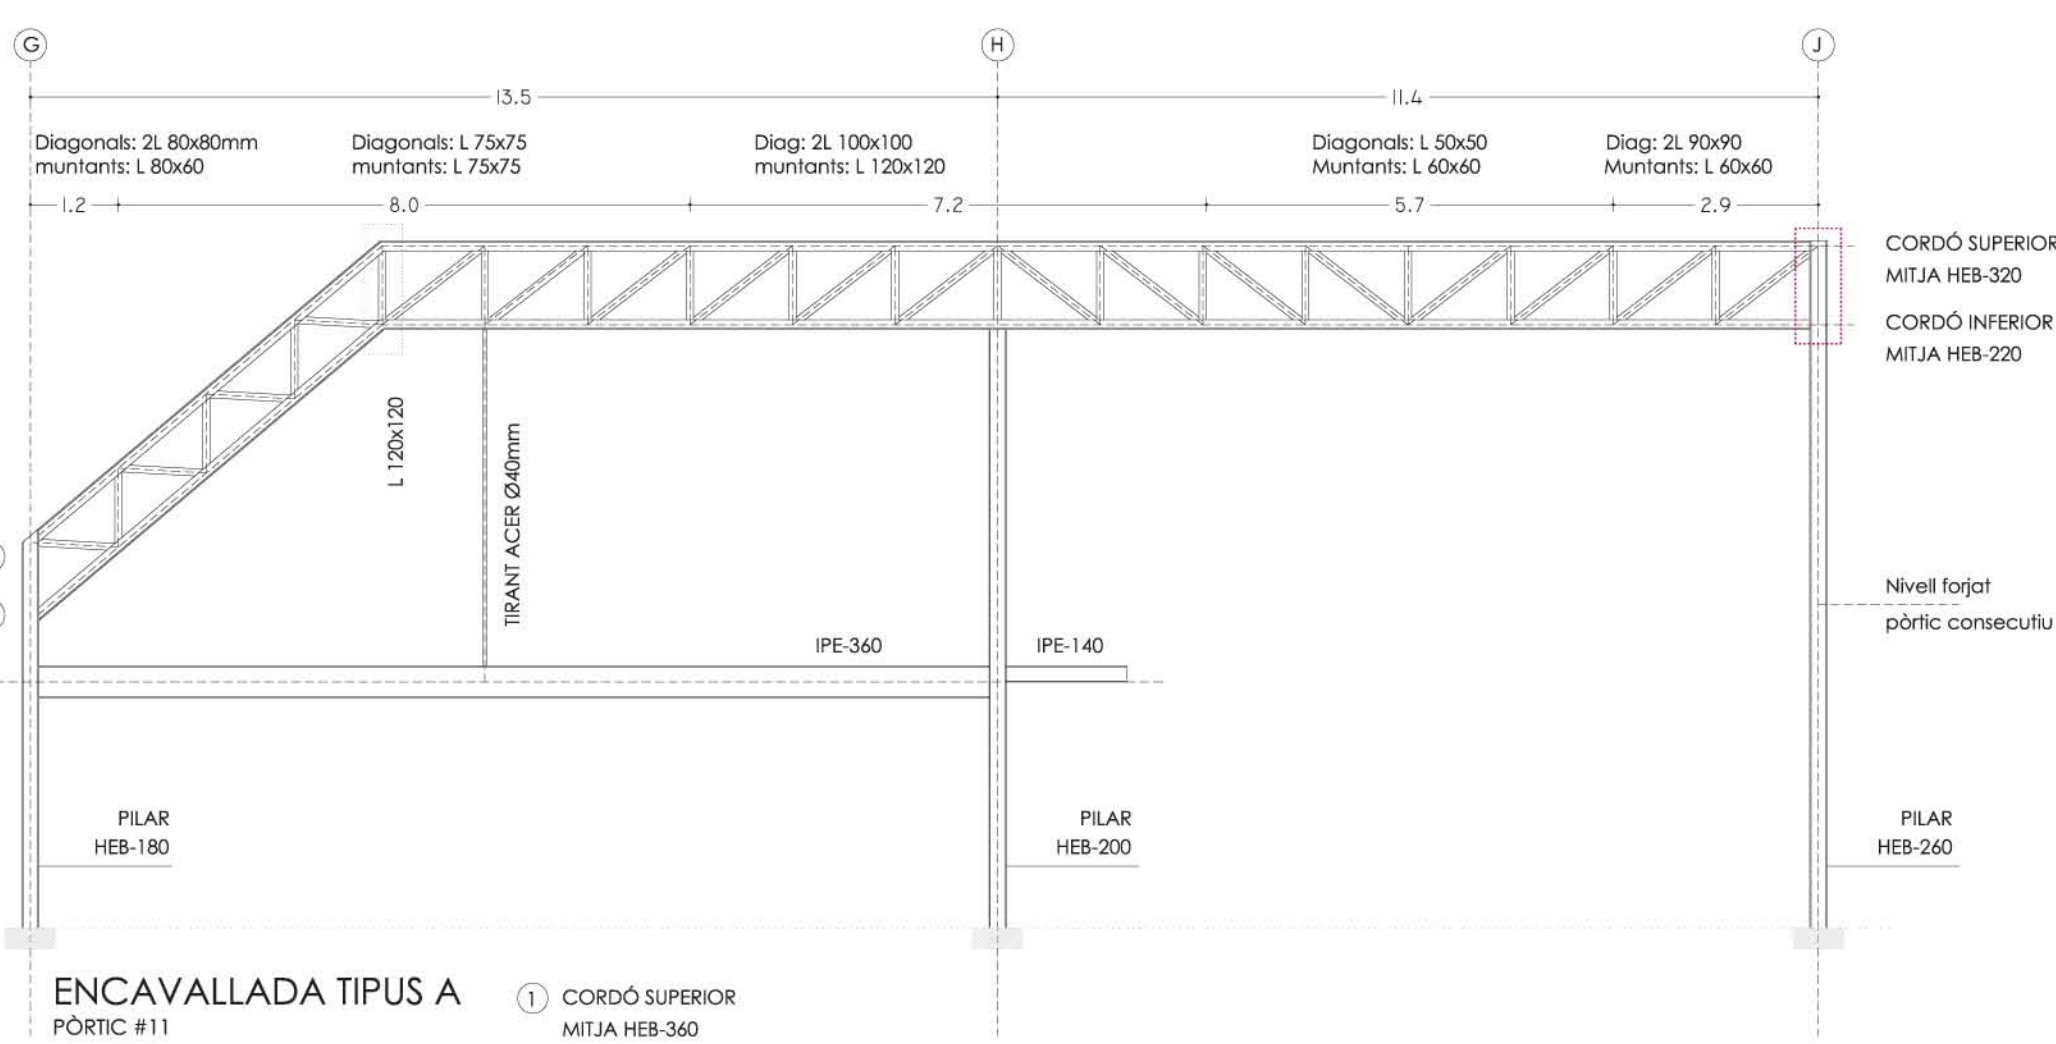 G
H
J
13.5
11.4
Diagonals: 2L 80x80mm
muntants: L 80x60
Diagonals: L 75x75
muntants: L 75x75
Diag: 2L 100x100
muntants: L 120x120
Diagonals: L 50x50
Muntants: L 60x60
Diag: 2L 90x90
Muntants: L 60x60
1.2
8.0
7.2
5.7
2.9
CORDÓ SUPERIOR
MITJA HEB-320
CORDÓ INFERIOR
MITJA HEB-220
L 120x120
TIRANT ACER Ø40mm
Nivell forjat
pòrtic consecutiu
IPE-360
IPE-140
PILAR
HEB-180
PILAR
HEB-200
PILAR
HEB-260
ENCAVALLADA TIPUS A
PÒRTIC #11
1 CORDÓ SUPERIOR
MITJA HEB-360